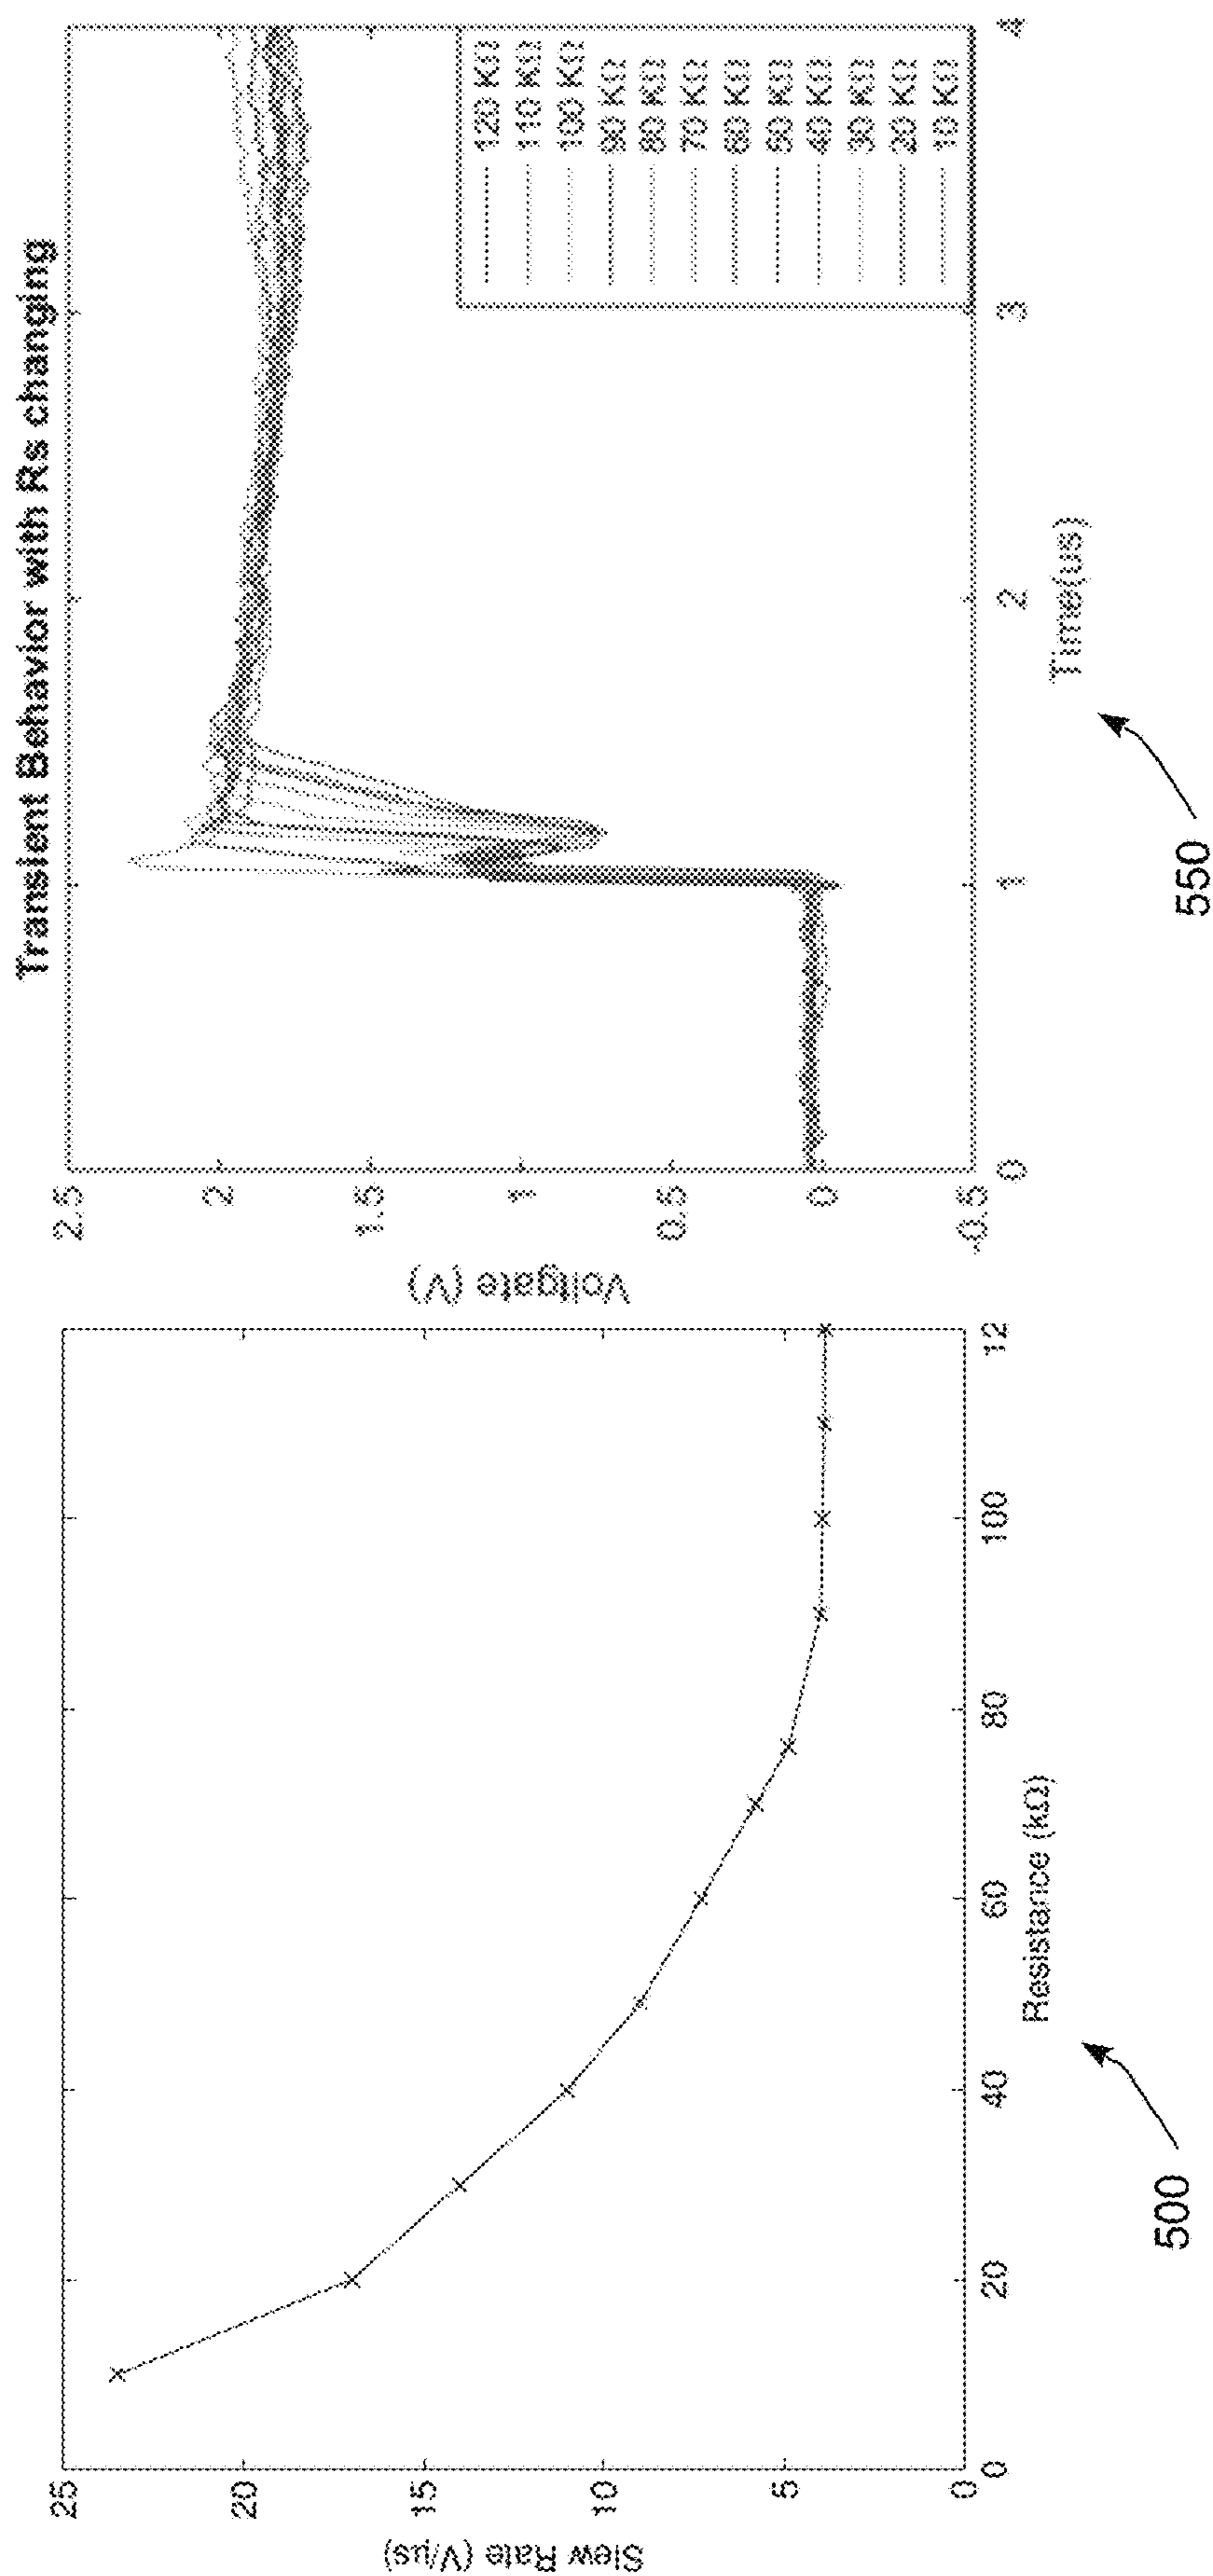 25
20
15
10
5
0
Slew Rate (V/µs)
0
20
40
60
80
100
12
Resistance (kΩ)
500
Transient Behavior with Rs changing
2.5
2
1.5
1
0.5
0
-0.5
Voltgate (V)
120 KΩ
110 KΩ
100 KΩ
90 KΩ
80 KΩ
70 KΩ
60 KΩ
50 KΩ
40 KΩ
30 KΩ
20 KΩ
10 KΩ
0
1
2
3
4
Time(us)
550